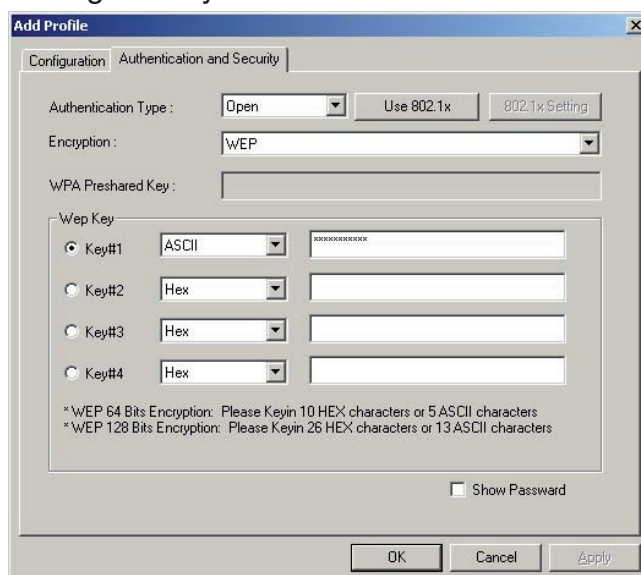 Add Profile
Configuration Authentication and Security
Authentication Type : Open Use 802.1x 802.1x Setting
Encryption : WEP
WPA Preshared Key :
Wep Key
Key#1 ASCII ***********
Key#2 Hex
Key#3 Hex
Key#4 Hex
* WEP 64 Bits Encryption: Please Keyin 10 HEX characters or 5 ASCII characters
* WEP 128 Bits Encryption: Please Keyin 26 HEX characters or 13 ASCII characters
Show Passward
OK Cancel Apply